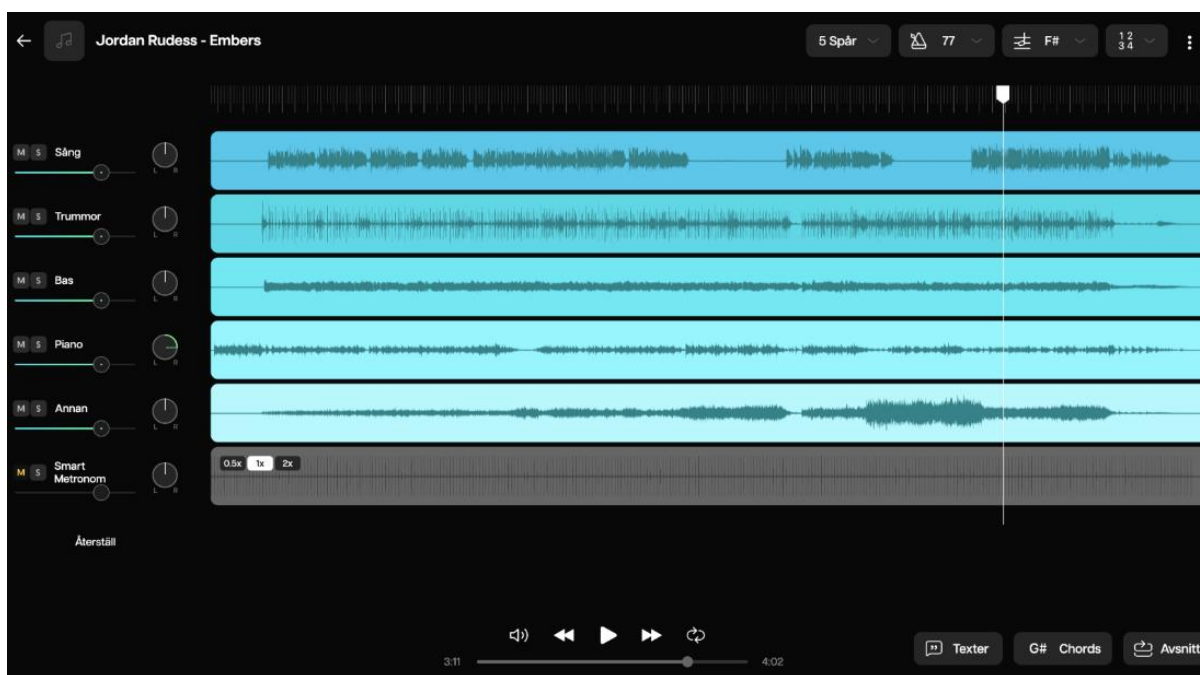 Jordan Rudess - Embers
5 Spår
77
F#
1 2
3 4
M S Sång
L R
M S Trummor
L R
M S Bas
L R
M S Piano
L R
M S Annan
L R
M S Smart
Metronom
L R
0.5x 1x 2x
Återställ
3:11
4:02
Texter
G# Chords
Avsnitt